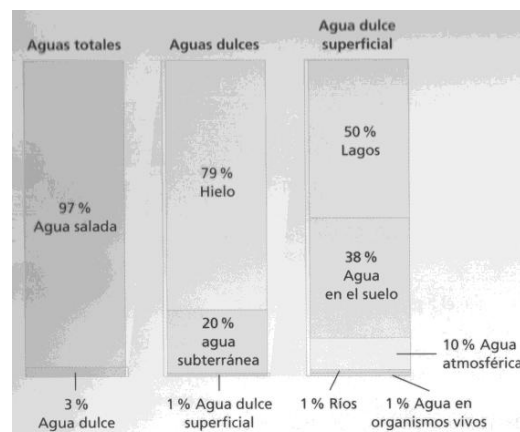 Aguas totales
97 %
Agua salada
3 %
Agua dulce
Aguas dulces
79 %
Hielo
20 %
agua
subterránea
1 % Agua dulce
superficial
Agua dulce
superficial
50 %
Lagos
38 %
Agua
en el suelo
10 % Agua
atmosférica
1 % Ríos
1 % Agua en
organismos vivos